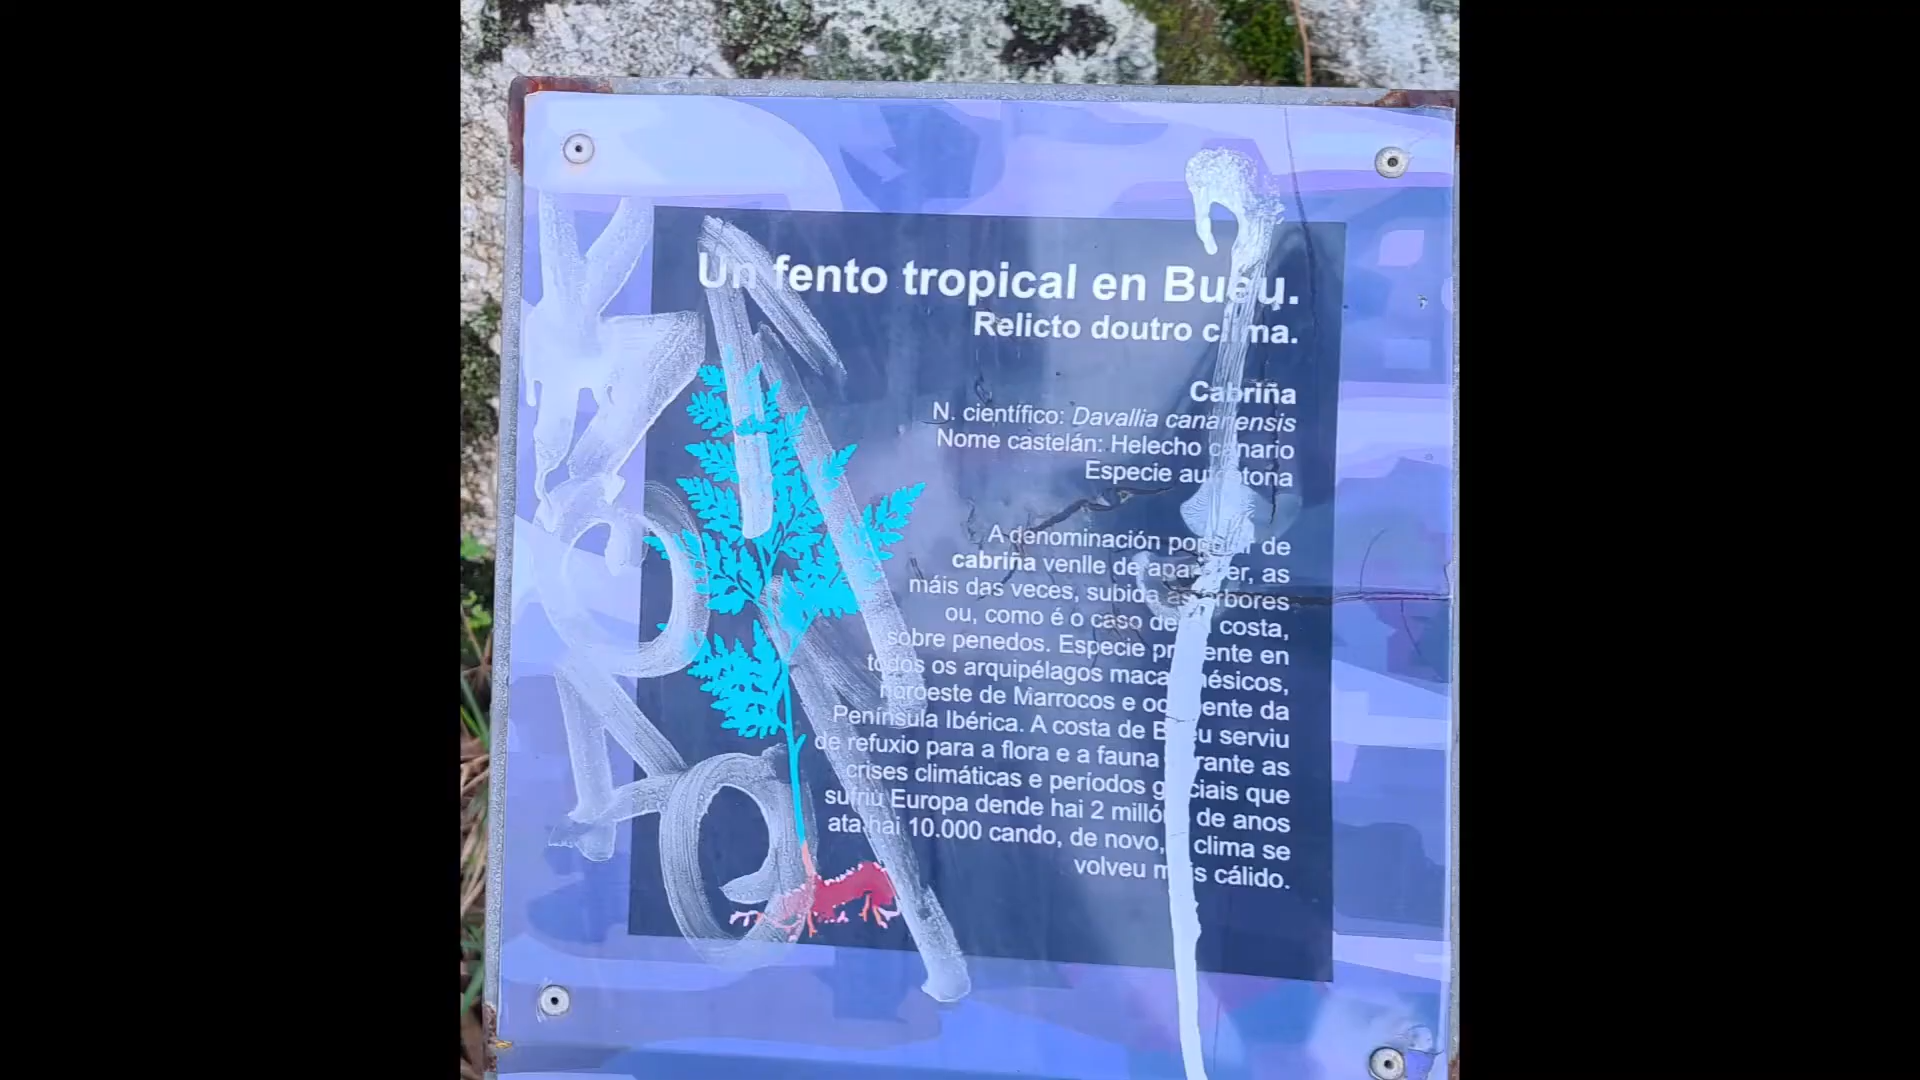 Un fento tropical en Bueu.
Relicto doutro clima.
Cabriña
N. científico: Davallia canariensis
Nome castelán: Helecho canario
Especie autóctona
A denominación popular de
cabriña venlle de aparecer, as
máis das veces, subida ás árbores
ou, como é o caso desta costa,
sobre penedos. Especie presente en
todos os arquipélagos macaronésicos,
noroeste de Marrocos e occidente da
Península Ibérica. A costa de Bueu serviu
de refuxio para a flora e a fauna durante as
crises climáticas e períodos glaciais que
sufriu Europa dende hai 2 millóns de anos
ata hai 10.000 cando, de novo, o clima se
volveu máis cálido.